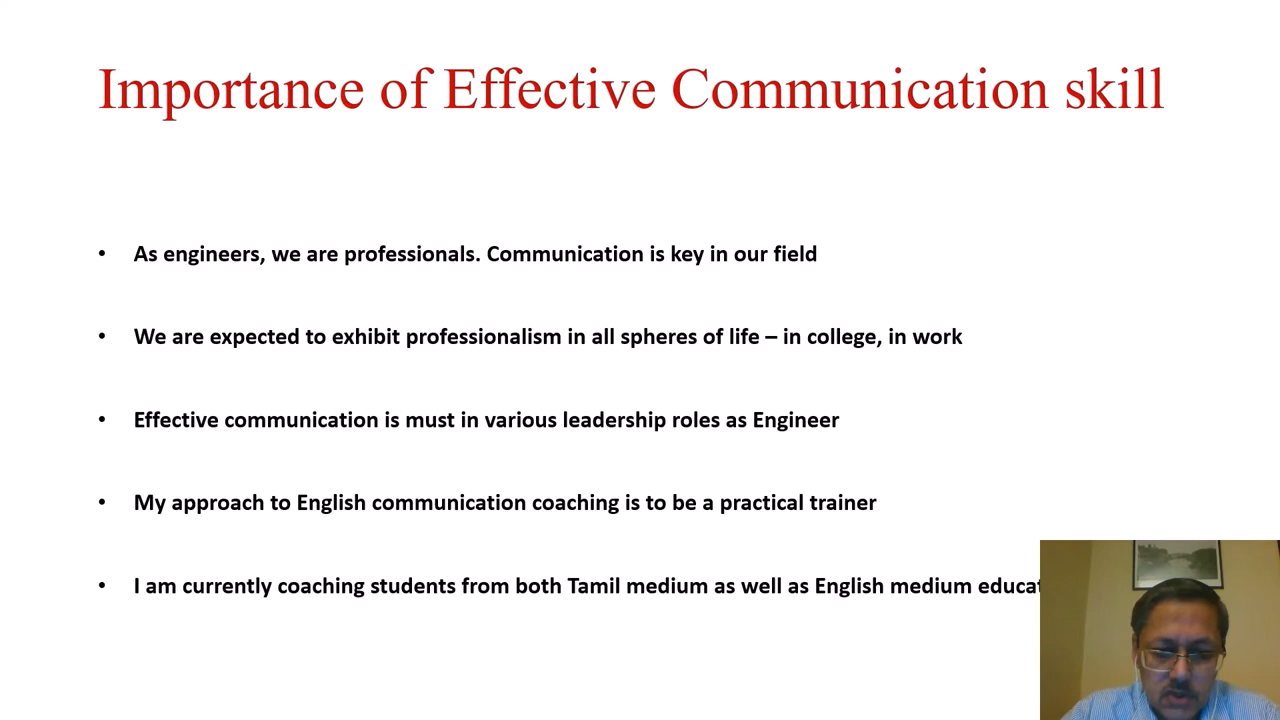 Importance of Effective Communication skill
• As engineers, we are professionals. Communication is key in our field
• We are expected to exhibit professionalism in all spheres of life – in college, in work
• Effective communication is must in various leadership roles as Engineer
• My approach to English communication coaching is to be a practical trainer
• I am currently coaching students from both Tamil medium as well as English medium